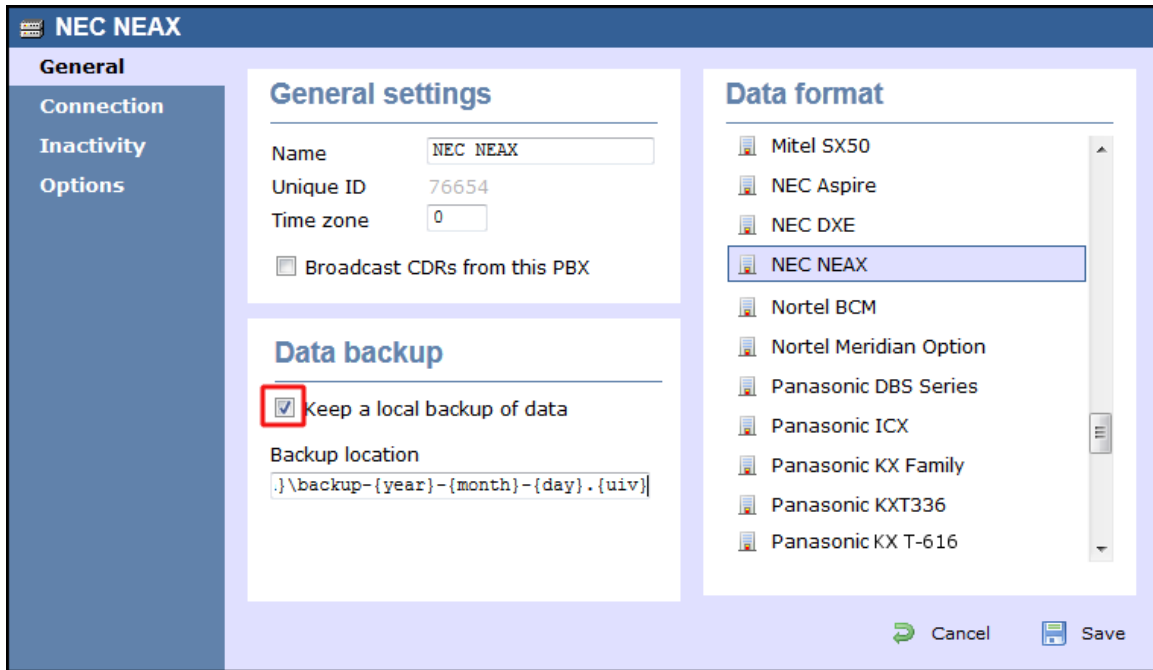 NEC NEAX
General
Connection
Inactivity
Options
General settings
Name NEC NEAX
Unique ID 76654
Time zone 0
Broadcast CDRs from this PBX
Data backup
Keep a local backup of data
Backup location
.}\backup-{year}-{month}-{day}.{uiv}
Data format
Mitel SX50
NEC Aspire
NEC DXE
NEC NEAX
Nortel BCM
Nortel Meridian Option
Panasonic DBS Series
Panasonic ICX
Panasonic KX Family
Panasonic KXT336
Panasonic KX T-616
Cancel Save